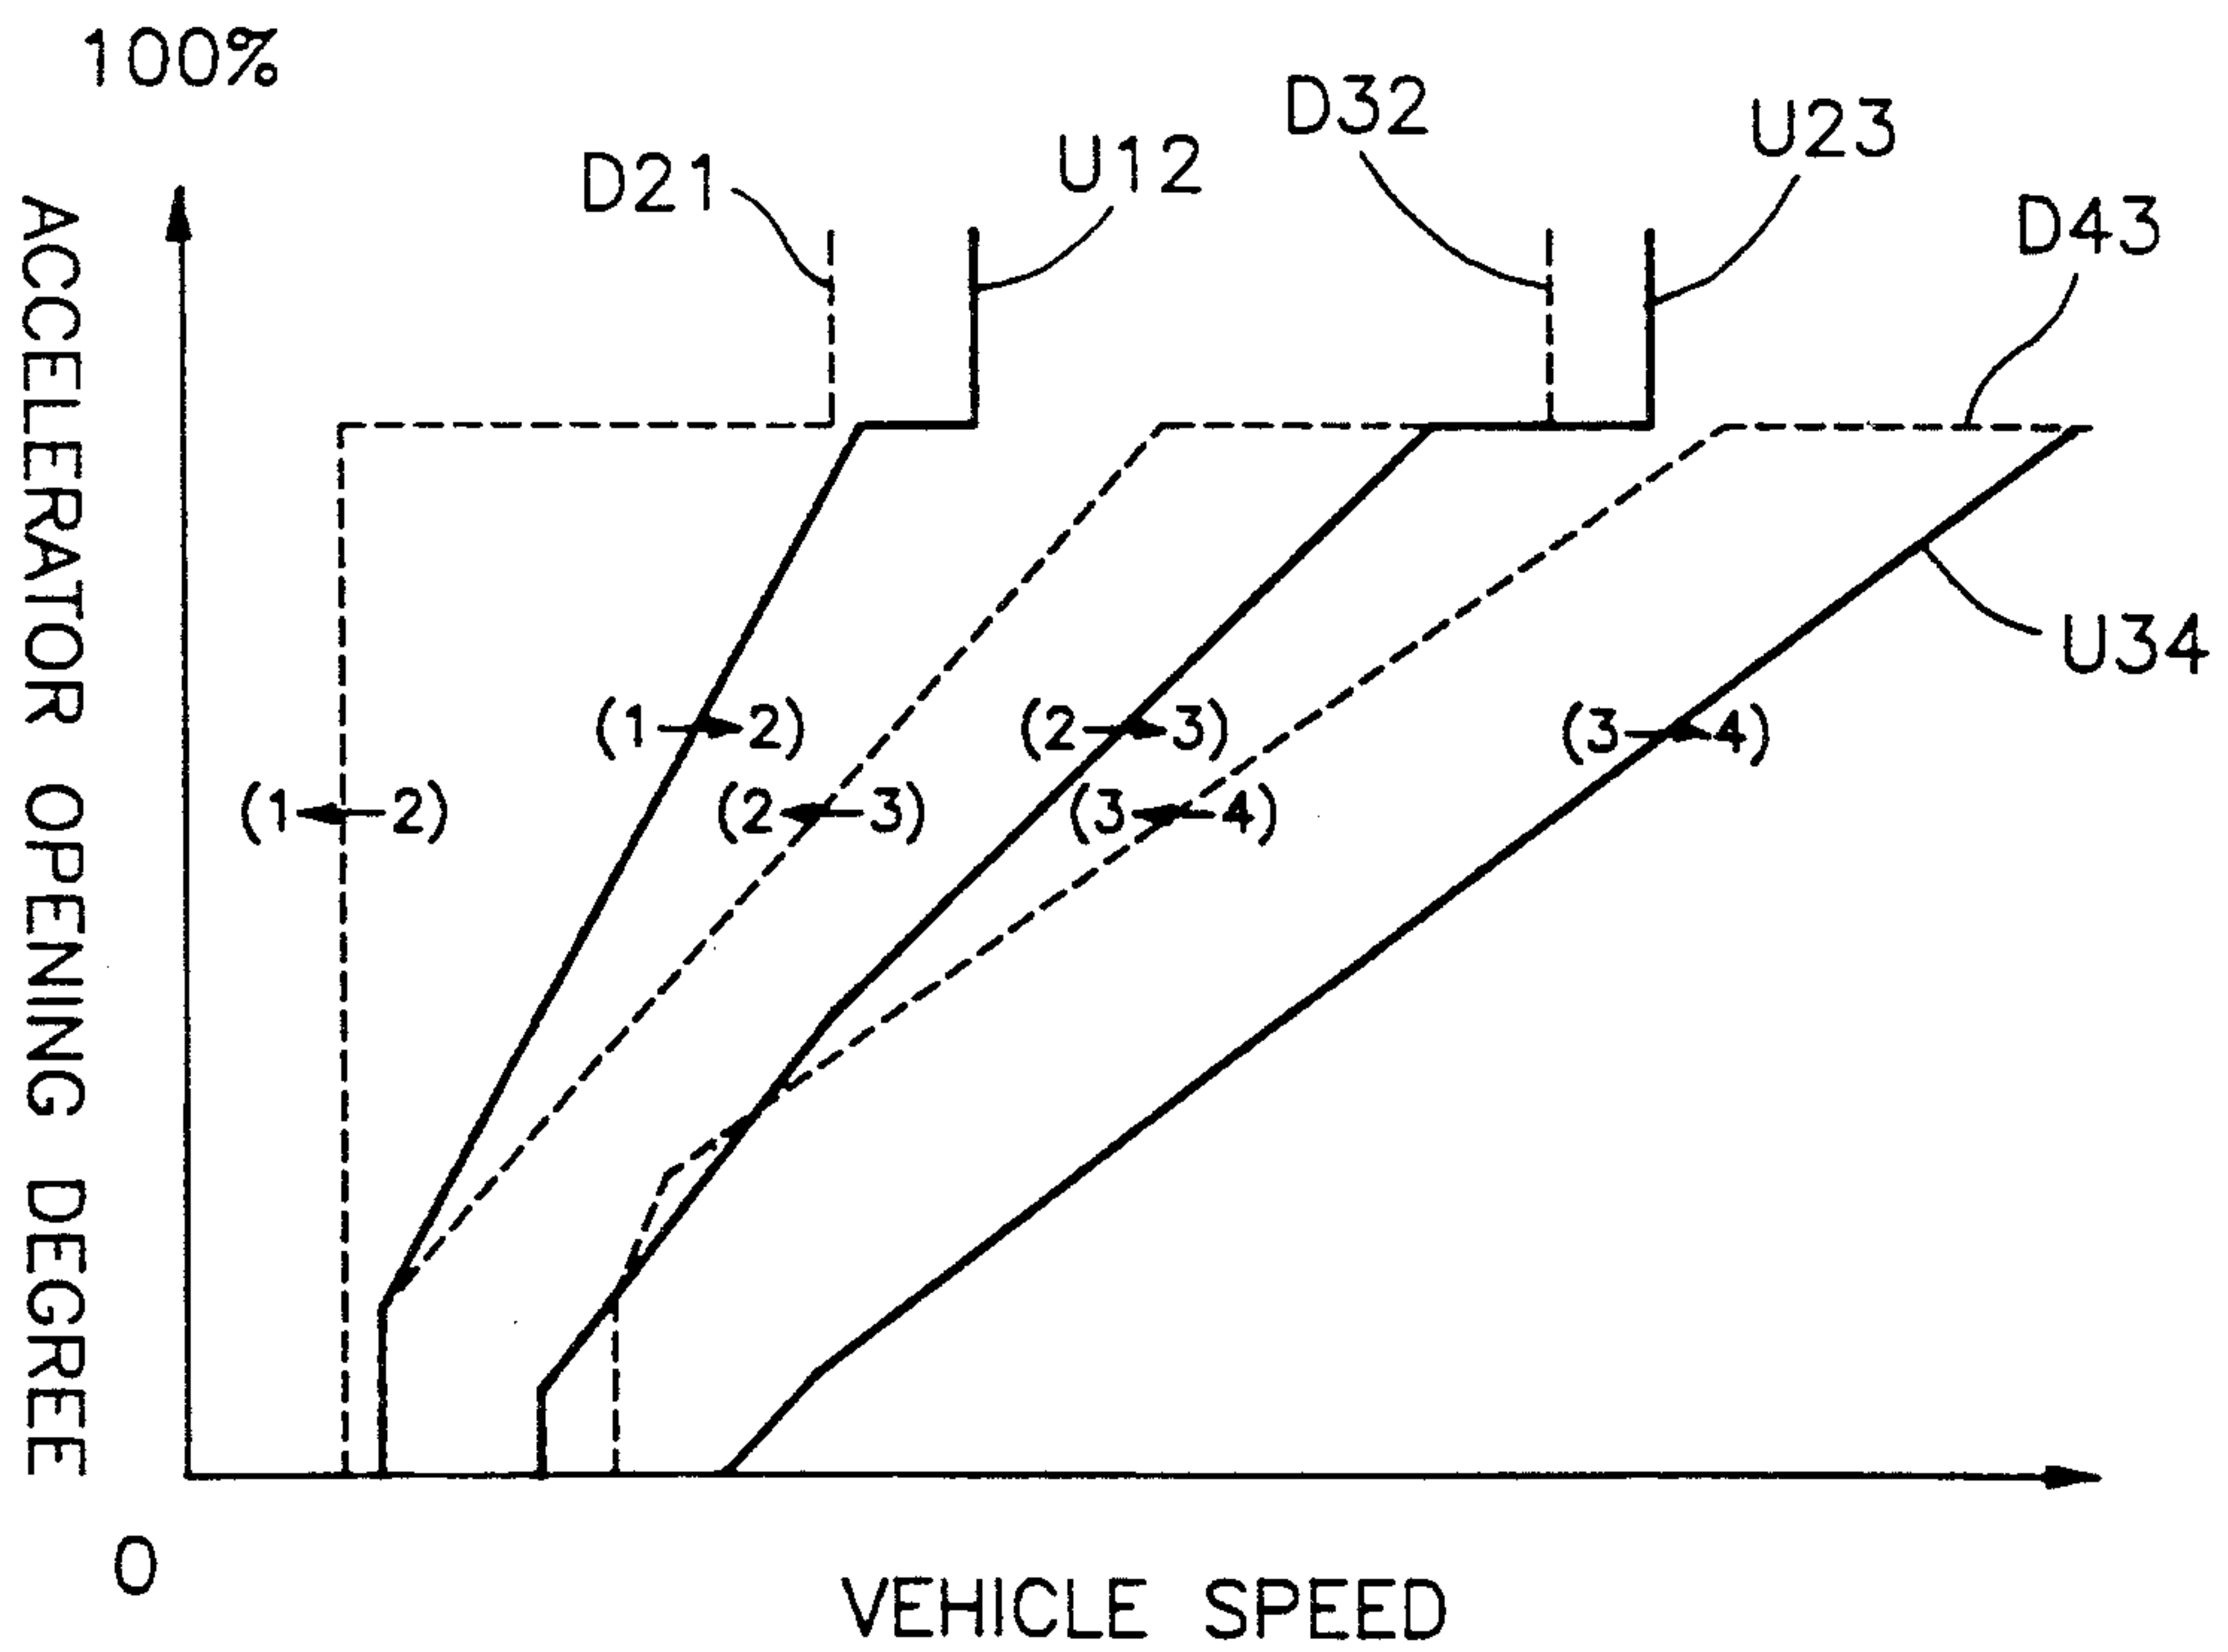 100%
D21
U12
D32
U23
D43
U34
ACCELERATOR OPENING DEGREE
(1→2)
(2→3)
(3→4)
(1←2)
(2←3)
(3←4)
0
VEHICLE SPEED